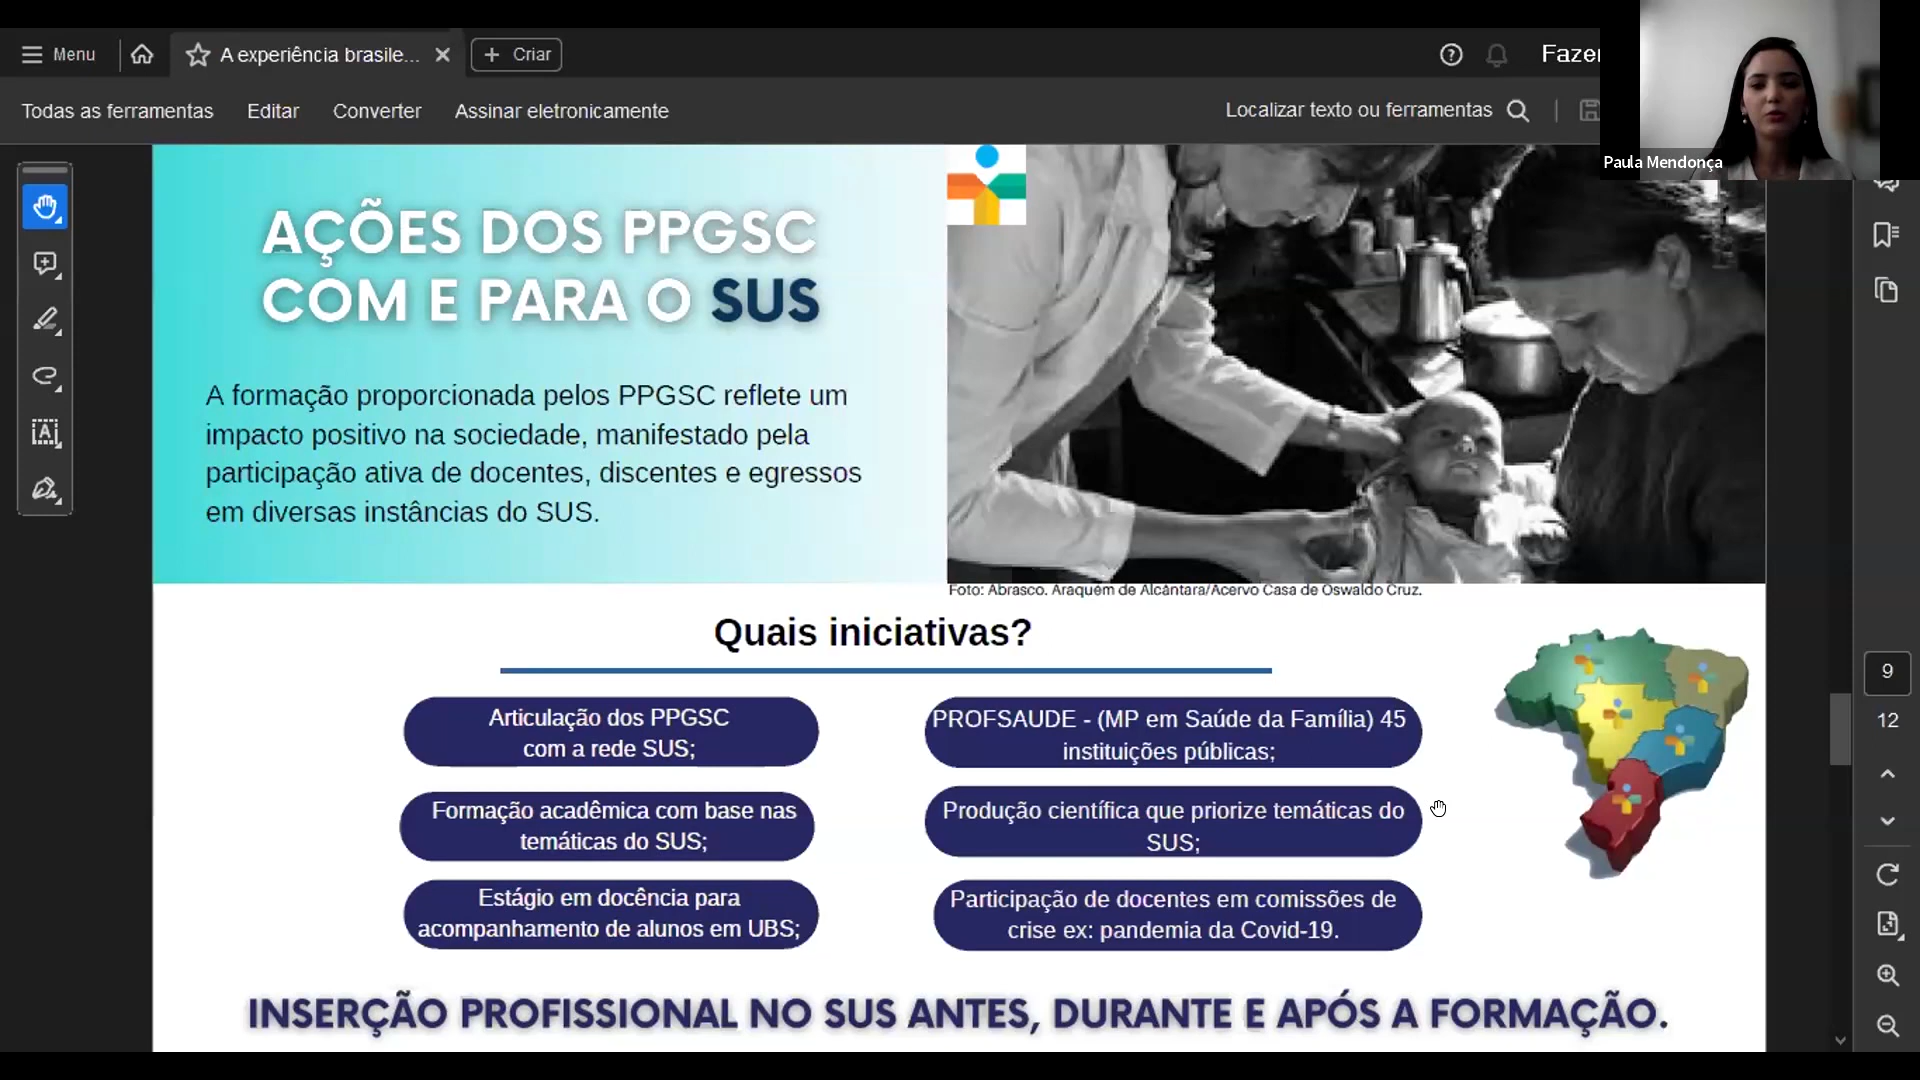 Menu
A experiência brasile...
Criar
Fazer
Todas as ferramentas
Editar
Converter
Assinar eletronicamente
Localizar texto ou ferramentas
Paula Mendonça
AÇÕES DOS PPGSC
COM E PARA O SUS
A formação proporcionada pelos PPGSC reflete um
impacto positivo na sociedade, manifestado pela
participação ativa de docentes, discentes e egressos
em diversas instâncias do SUS.
Foto: Abrasco. Araquém de Alcântara/Acervo Casa de Oswaldo Cruz.
Quais iniciativas?
Articulação dos PPGSC
com a rede SUS;
PROFSAUDE - (MP em Saúde da Família) 45
instituições públicas;
Formação acadêmica com base nas
temáticas do SUS;
Produção científica que priorize temáticas do
SUS;
Estágio em docência para
acompanhamento de alunos em UBS;
Participação de docentes em comissões de
crise ex: pandemia da Covid-19.
INSERÇÃO PROFISSIONAL NO SUS ANTES, DURANTE E APÓS A FORMAÇÃO.
9
12